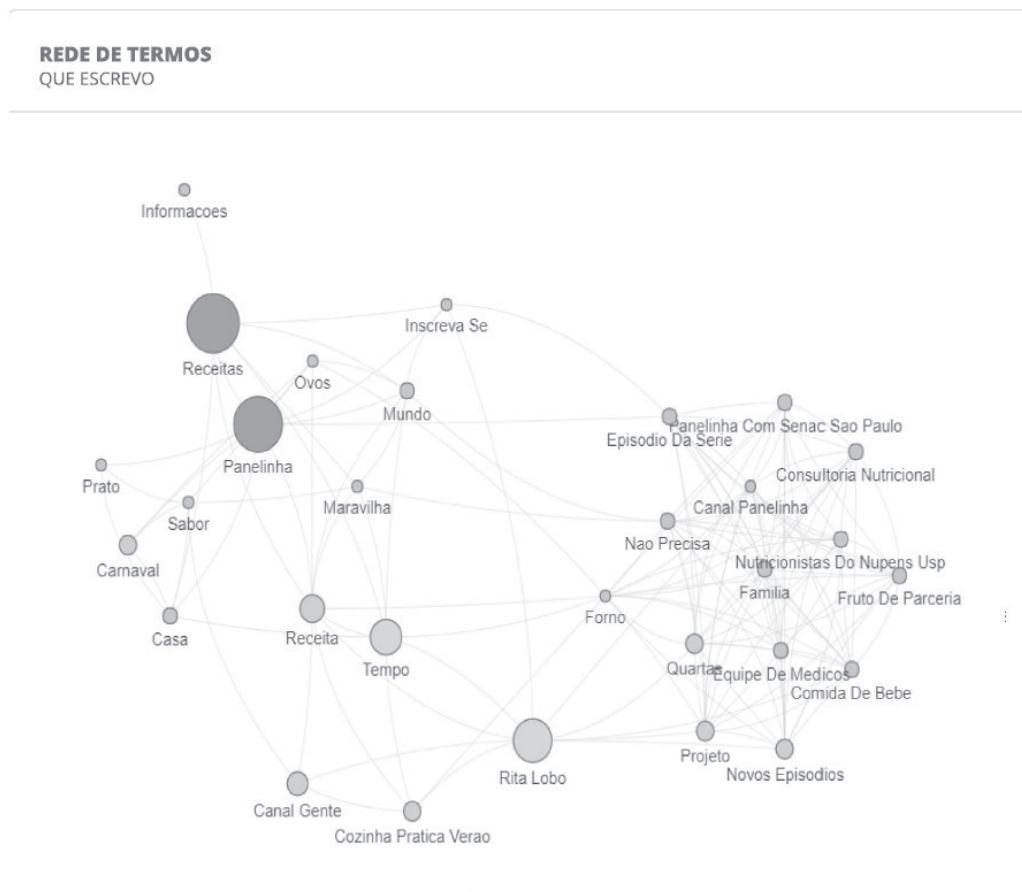 REDE DE TERMOS
QUE ESCREVO
Informacoes
Inscreva Se
Receitas
Ovos
Mundo
Panelinha Com Senac Sao Paulo
Episodio Da Serie
Panelinha
Consultoria Nutricional
Prato
Maravilha
Canal Panelinha
Sabor
Nao Precisa
Nutricionistas Do Nupens Usp
Carnaval
Familia
Fruto De Parceria
Forno
Casa
Receita
Tempo
Quartas
Equipe De Medicos
Comida De Bebe
Projeto
Rita Lobo
Novos Episodios
Canal Gente
Cozinha Pratica Verao